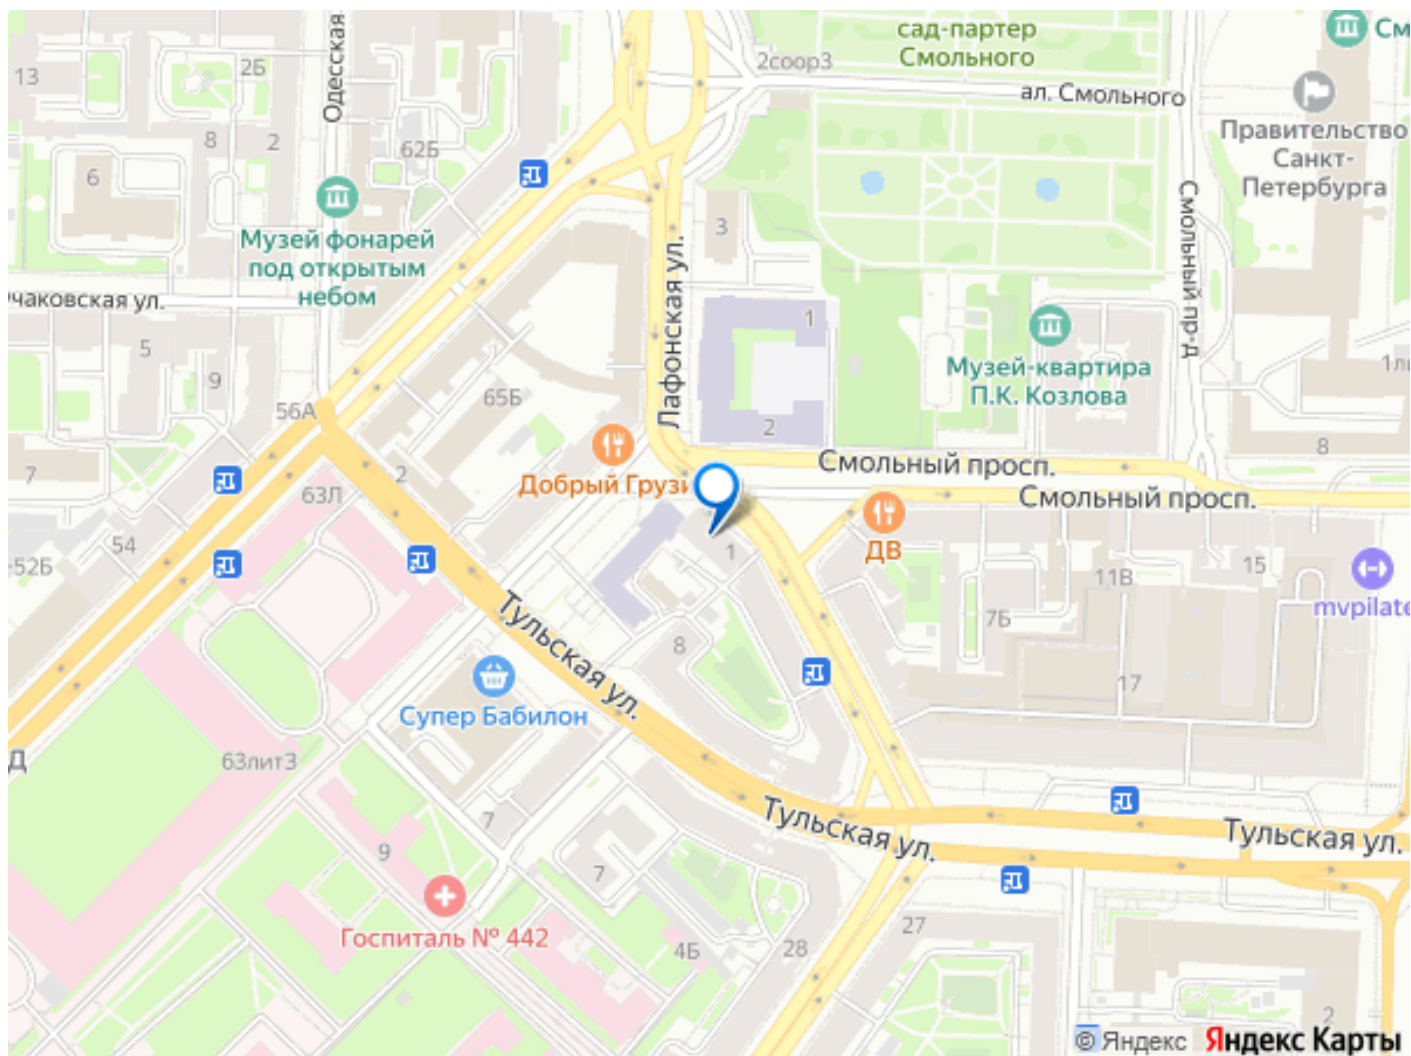 сад-партер
Смольного
См
2соор3
13
2Б
Одесская
ал. Смольного
Правительство
Санкт-
Петербурга
8
2
62Б
6
3
Смольный пр-д
Музей фонарей
под открытым
небом
Лафонская ул.
чаковская ул.
1
5
9
Музей-квартира
П.К. Козлова
1ли
65Б
56А
2
8
7
2
Смольный просп.
Добрый Грузи
63Л
Смольный просп.
54
52Б
1
ДВ
11В
15
mvpilate
Тульская ул.
7Б
8
17
Супер Бабилон
Д
63литЗ
7
Тульская ул.
Тульская ул.
9
7
Госпиталь № 442
4Б
28
27
2
© Яндекс
Яндекс Карты